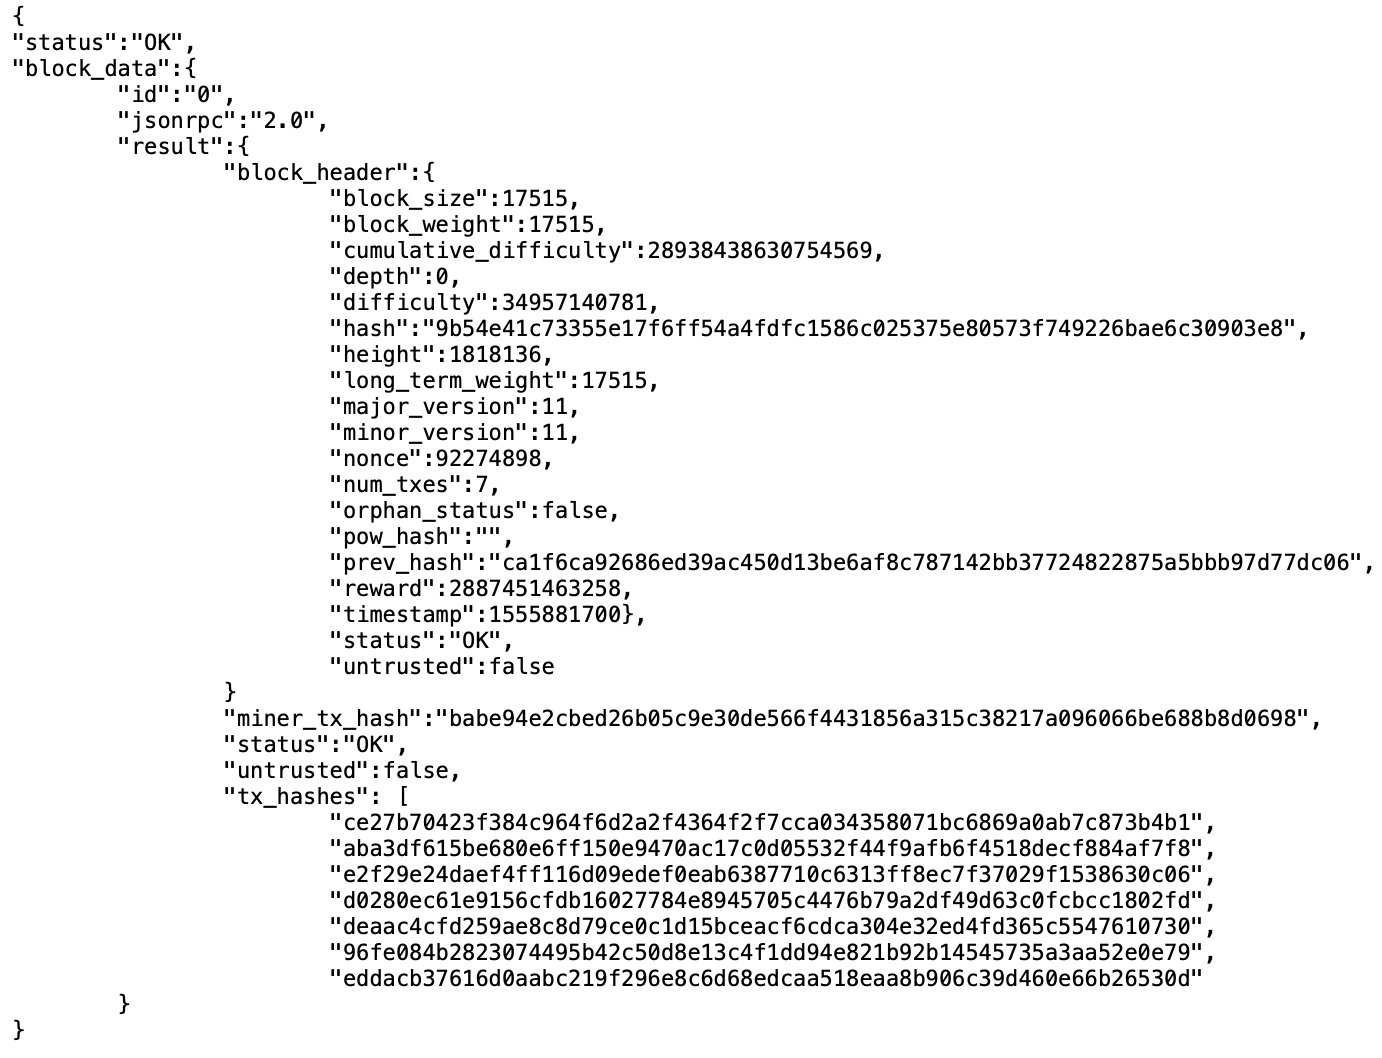 {
"status":"OK",
"block_data":{
"id":"0",
"jsonrpc":"2.0",
"result":{
"block_header":{
"block_size":17515,
"block_weight":17515,
"cumulative_difficulty":28938438630754569,
"depth":0,
"difficulty":34957140781,
"hash":"9b54e41c73355e17f6ff54a4fdfc1586c025375e80573f749226bae6c30903e8",
"height":1818136,
"long_term_weight":17515,
"major_version":11,
"minor_version":11,
"nonce":92274898,
"num_txes":7,
"orphan_status":false,
"pow_hash":"",
"prev_hash":"ca1f6ca92686ed39ac450d13be6af8c787142bb37724822875a5bbb97d77dc06",
"reward":2887451463258,
"timestamp":1555881700},
"status":"OK",
"untrusted":false
}
"miner_tx_hash":"babe94e2cbed26b05c9e30de566f4431856a315c38217a096066be688b8d0698",
"status":"OK",
"untrusted":false,
"tx_hashes": [
"ce27b70423f384c964f6d2a2f4364f2f7cca034358071bc6869a0ab7c873b4b1",
"aba3df615be680e6ff150e9470ac17c0d05532f44f9afb6f4518decf884af7f8",
"e2f29e24daef4ff116d09edef0eab6387710c6313ff8ec7f37029f1538630c06",
"d0280ec61e9156cfdb16027784e8945705c4476b79a2df49d63c0fcbcc1802fd",
"deaac4cfd259ae8c8d79ce0c1d15bceacf6cdca304e32ed4fd365c5547610730",
"96fe084b2823074495b42c50d8e13c4f1dd94e821b92b14545735a3aa52e0e79",
"eddacb37616d0aabc219f296e8c6d68edcaa518eaa8b906c39d460e66b26530d"
}
}